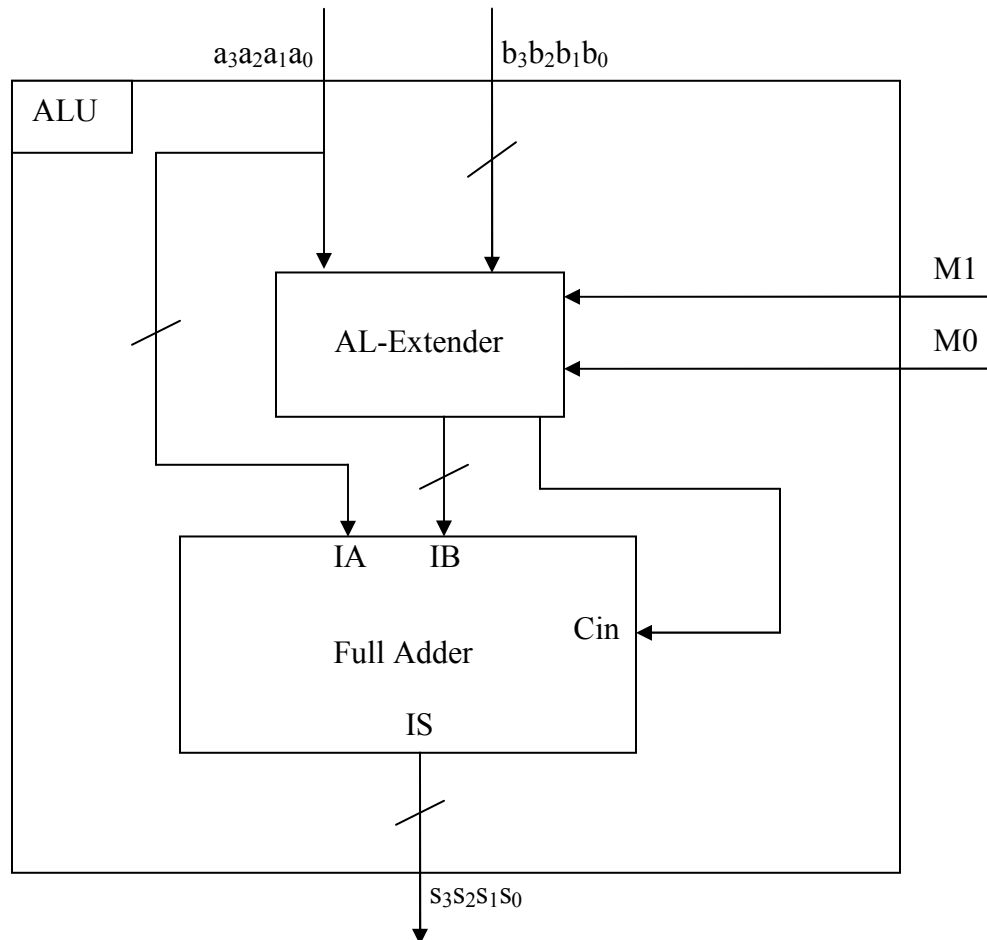 a₃a₂a₁a₀
b₃b₂b₁b₀
ALU
M1
AL-Extender
M0
IA
IB
Cin
Full Adder
IS
s₃s₂s₁s₀